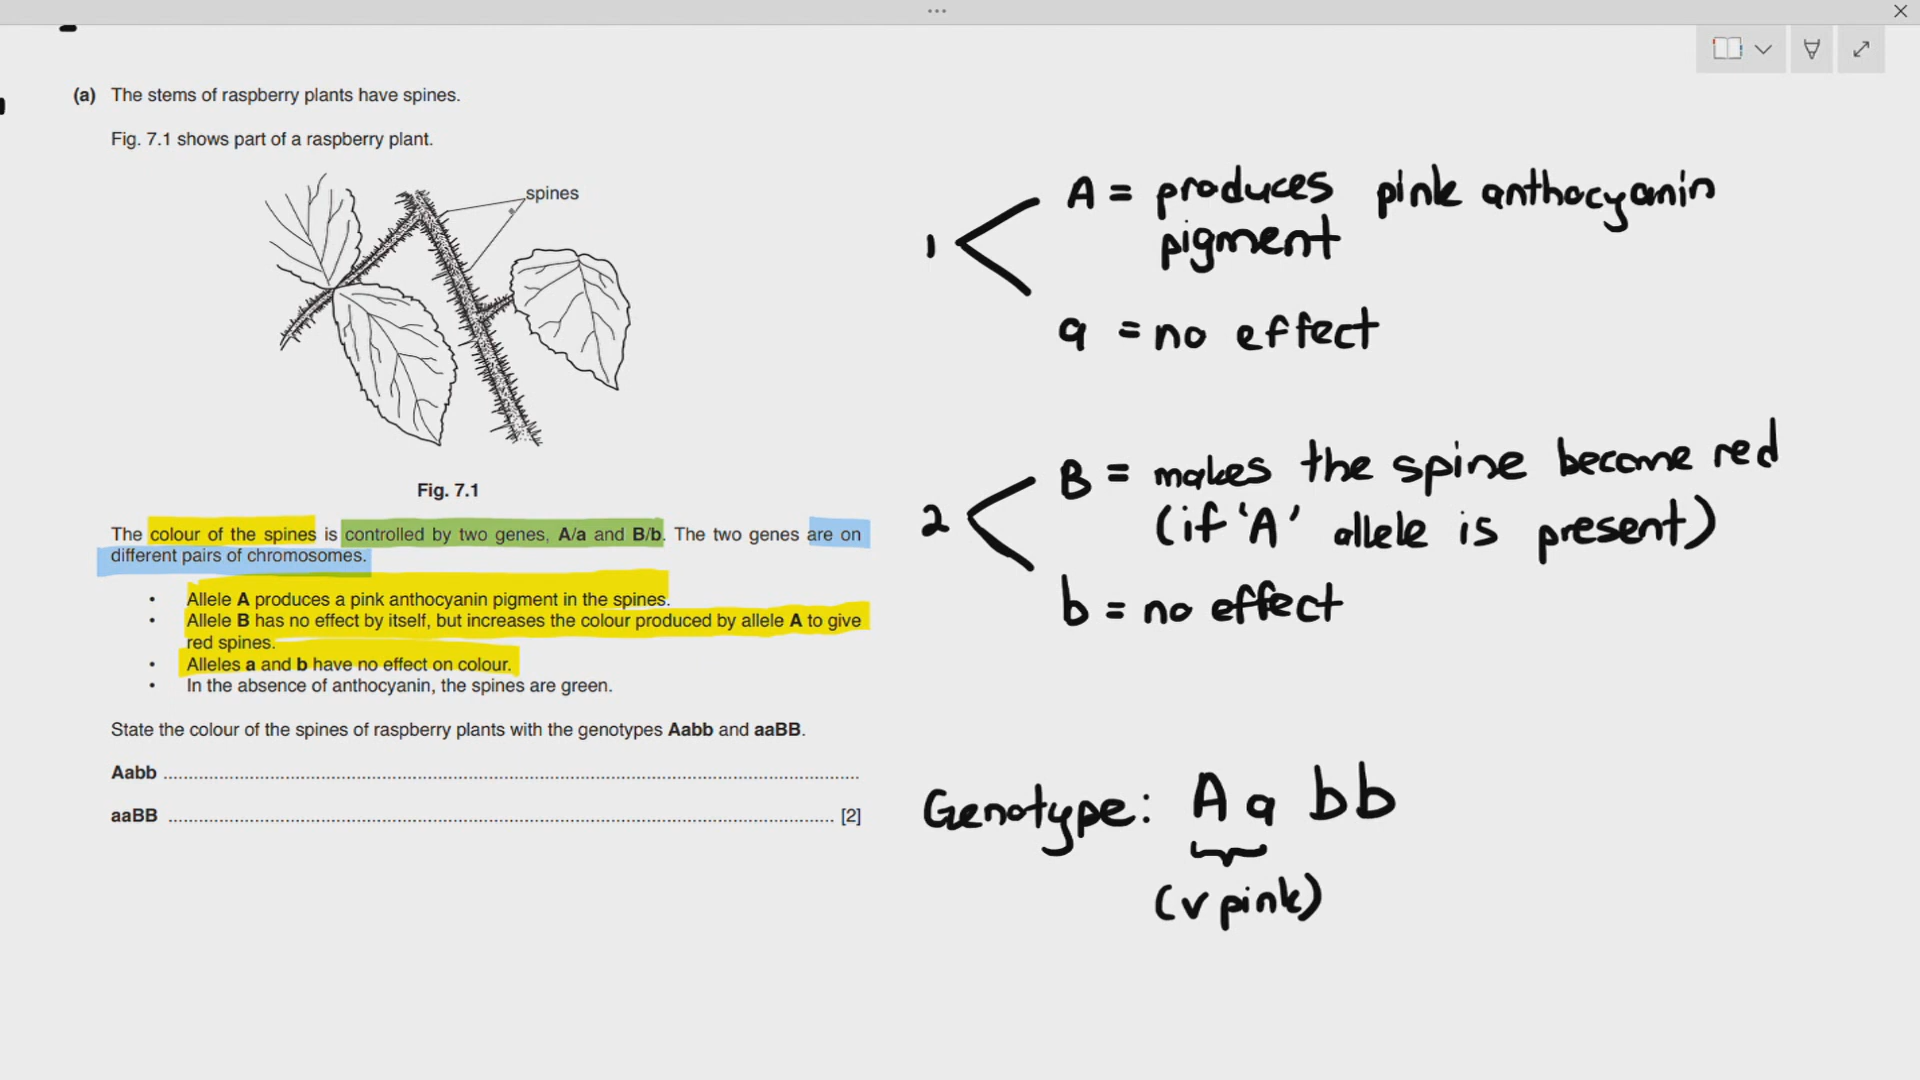 (a) The stems of raspberry plants have spines.
Fig. 7.1 shows part of a raspberry plant.
spines
Fig. 7.1
The colour of the spines is controlled by two genes, A/a and B/b. The two genes are on
different pairs of chromosomes.
• Allele A produces a pink anthocyanin pigment in the spines.
• Allele B has no effect by itself, but increases the colour produced by allele A to give
red spines.
• Alleles a and b have no effect on colour.
• In the absence of anthocyanin, the spines are green.
State the colour of the spines of raspberry plants with the genotypes Aabb and aaBB.
Aabb
aaBB [2]
1
A = produces pink anthocyanin
pigment
a = no effect
2
B = makes the spine become red
(if 'A' allele is present)
b = no effect
Genotype: A a bb
(v pink)